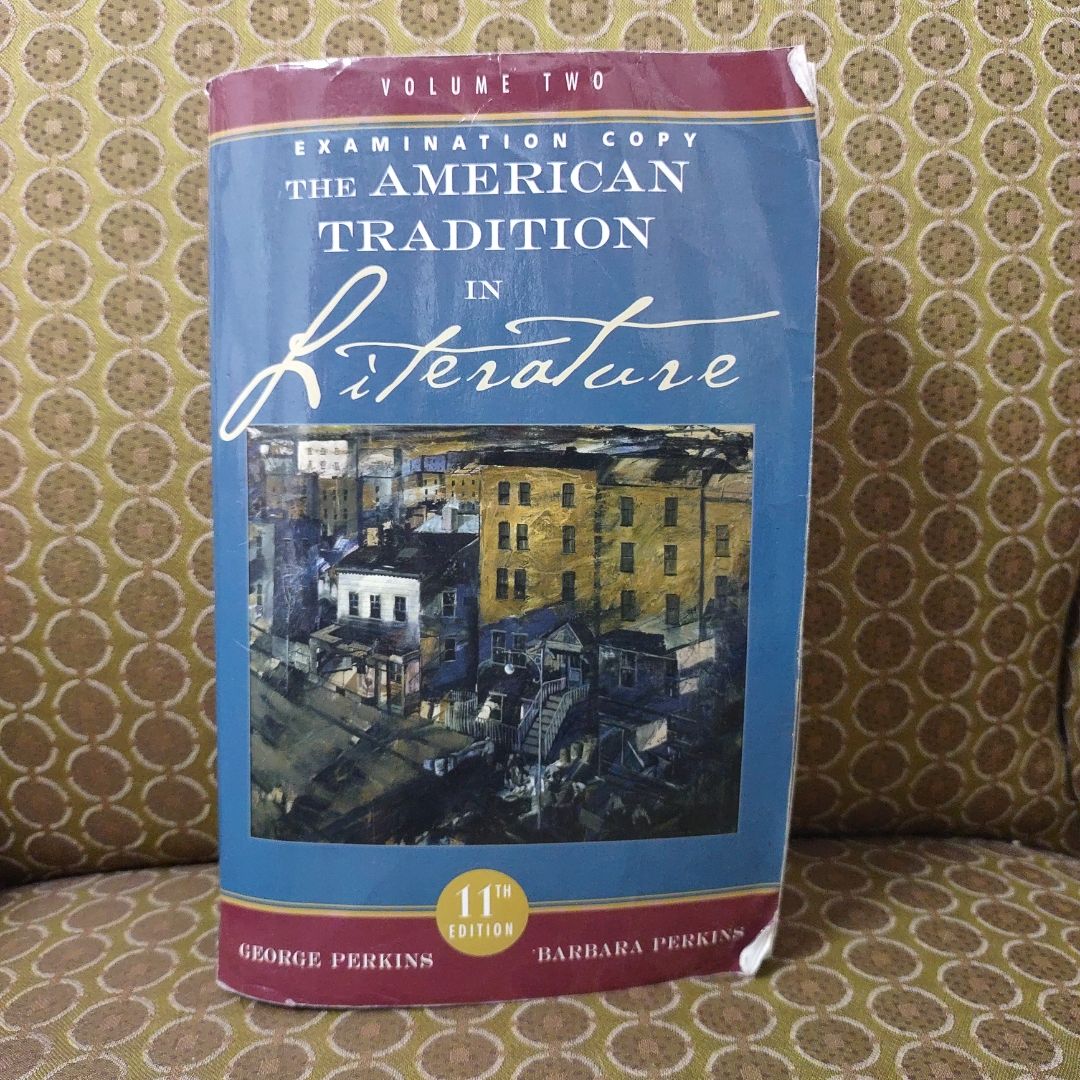 VOLUME TWO
EXAMINATION COPY
THE AMERICAN
TRADITION
IN
Literature
11TH
EDITION
GEORGE PERKINS BARBARA PERKINS